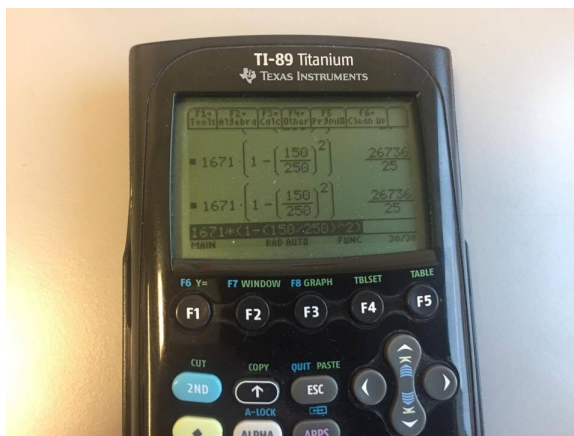 TI-89 Titanium
TEXAS INSTRUMENTS
F1▾ F2▾ F3▾ F4▾ F5 F6▾
Tools Algebra Calc Other PrgmIO Clean Up
▪ 1671·(1 - (150/250)^2) 26736/25
▪ 1671·(1 - (150/250)^2) 26736/25
1671*(1-(150/250)^2)
MAIN RAD AUTO FUNC 30/30
F6 Y= F7 WINDOW F8 GRAPH TBLSET TABLE
F1 F2 F3 F4 F5
CUT COPY QUIT PASTE
2ND ↑ ESC
A-LOCK
ALPHA APPS